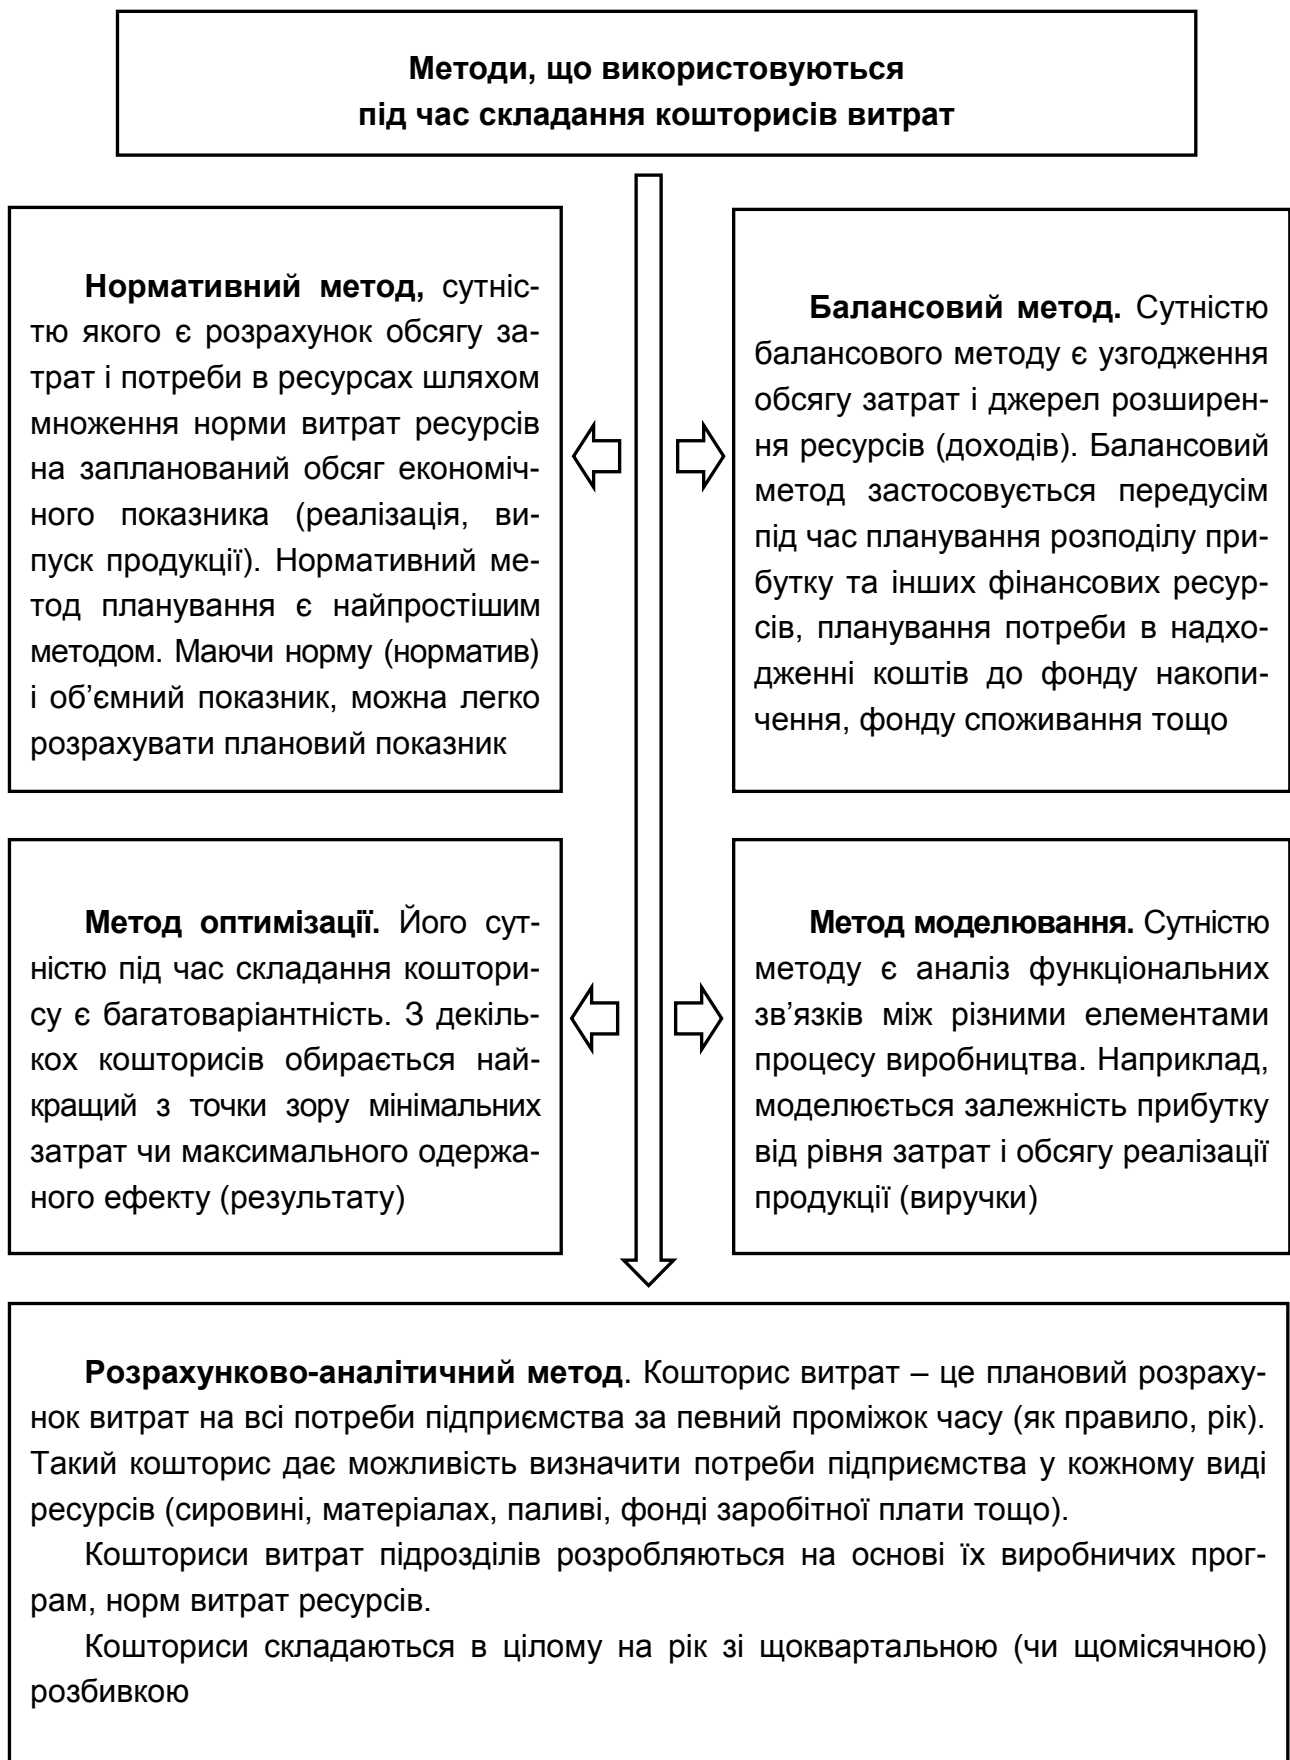 Методи, що використовуються
під час складання кошторисів витрат
Нормативний метод, сутніс-
тю якого є розрахунок обсягу за-
трат і потреби в ресурсах шляхом
множення норми витрат ресурсів
на запланований обсяг економіч-
ного показника (реалізація, ви-
пуск продукції). Нормативний ме-
тод планування є найпростішим
методом. Маючи норму (норматив)
і об’ємний показник, можна легко
розрахувати плановий показник
Балансовий метод. Сутністю
балансового методу є узгодження
обсягу затрат і джерел розширен-
ня ресурсів (доходів). Балансовий
метод застосовується передусім
під час планування розподілу при-
бутку та інших фінансових ресур-
сів, планування потреби в надхо-
дженні коштів до фонду накопи-
чення, фонду споживання тощо
Метод оптимізації. Його сут-
ністю під час складання коштори-
су є багатоваріантність. З декіль-
кох кошторисів обирається най-
кращий з точки зору мінімальних
затрат чи максимального одержа-
ного ефекту (результату)
Метод моделювання. Сутністю
методу є аналіз функціональних
зв’язків між різними елементами
процесу виробництва. Наприклад,
моделюється залежність прибутку
від рівня затрат і обсягу реалізації
продукції (виручки)
Розрахунково-аналітичний метод. Кошторис витрат – це плановий розраху-
нок витрат на всі потреби підприємства за певний проміжок часу (як правило, рік).
Такий кошторис дає можливість визначити потреби підприємства у кожному виді
ресурсів (сировині, матеріалах, паливі, фонді заробітної плати тощо).
Кошториси витрат підрозділів розробляються на основі їх виробничих прог-
рам, норм витрат ресурсів.
Кошториси складаються в цілому на рік зі щоквартальною (чи щомісячною)
розбивкою